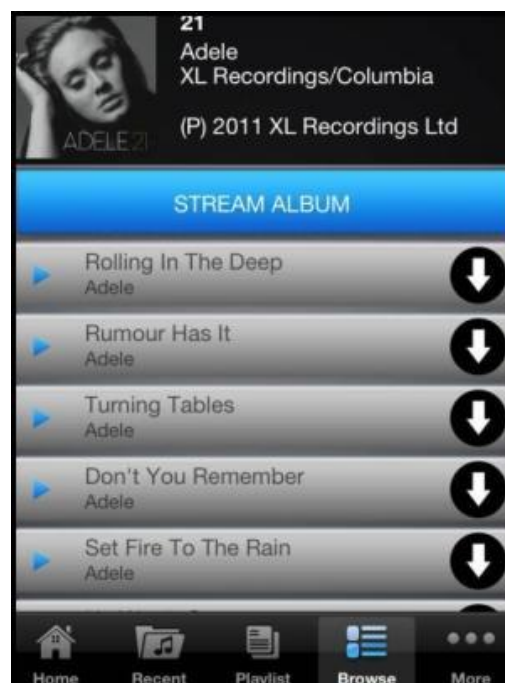 21
Adele
XL Recordings/Columbia
(P) 2011 XL Recordings Ltd
ADELE 21
STREAM ALBUM
Rolling In The Deep
Adele
Rumour Has It
Adele
Turning Tables
Adele
Don't You Remember
Adele
Set Fire To The Rain
Adele
Home
Recent
Playlist
Browse
More